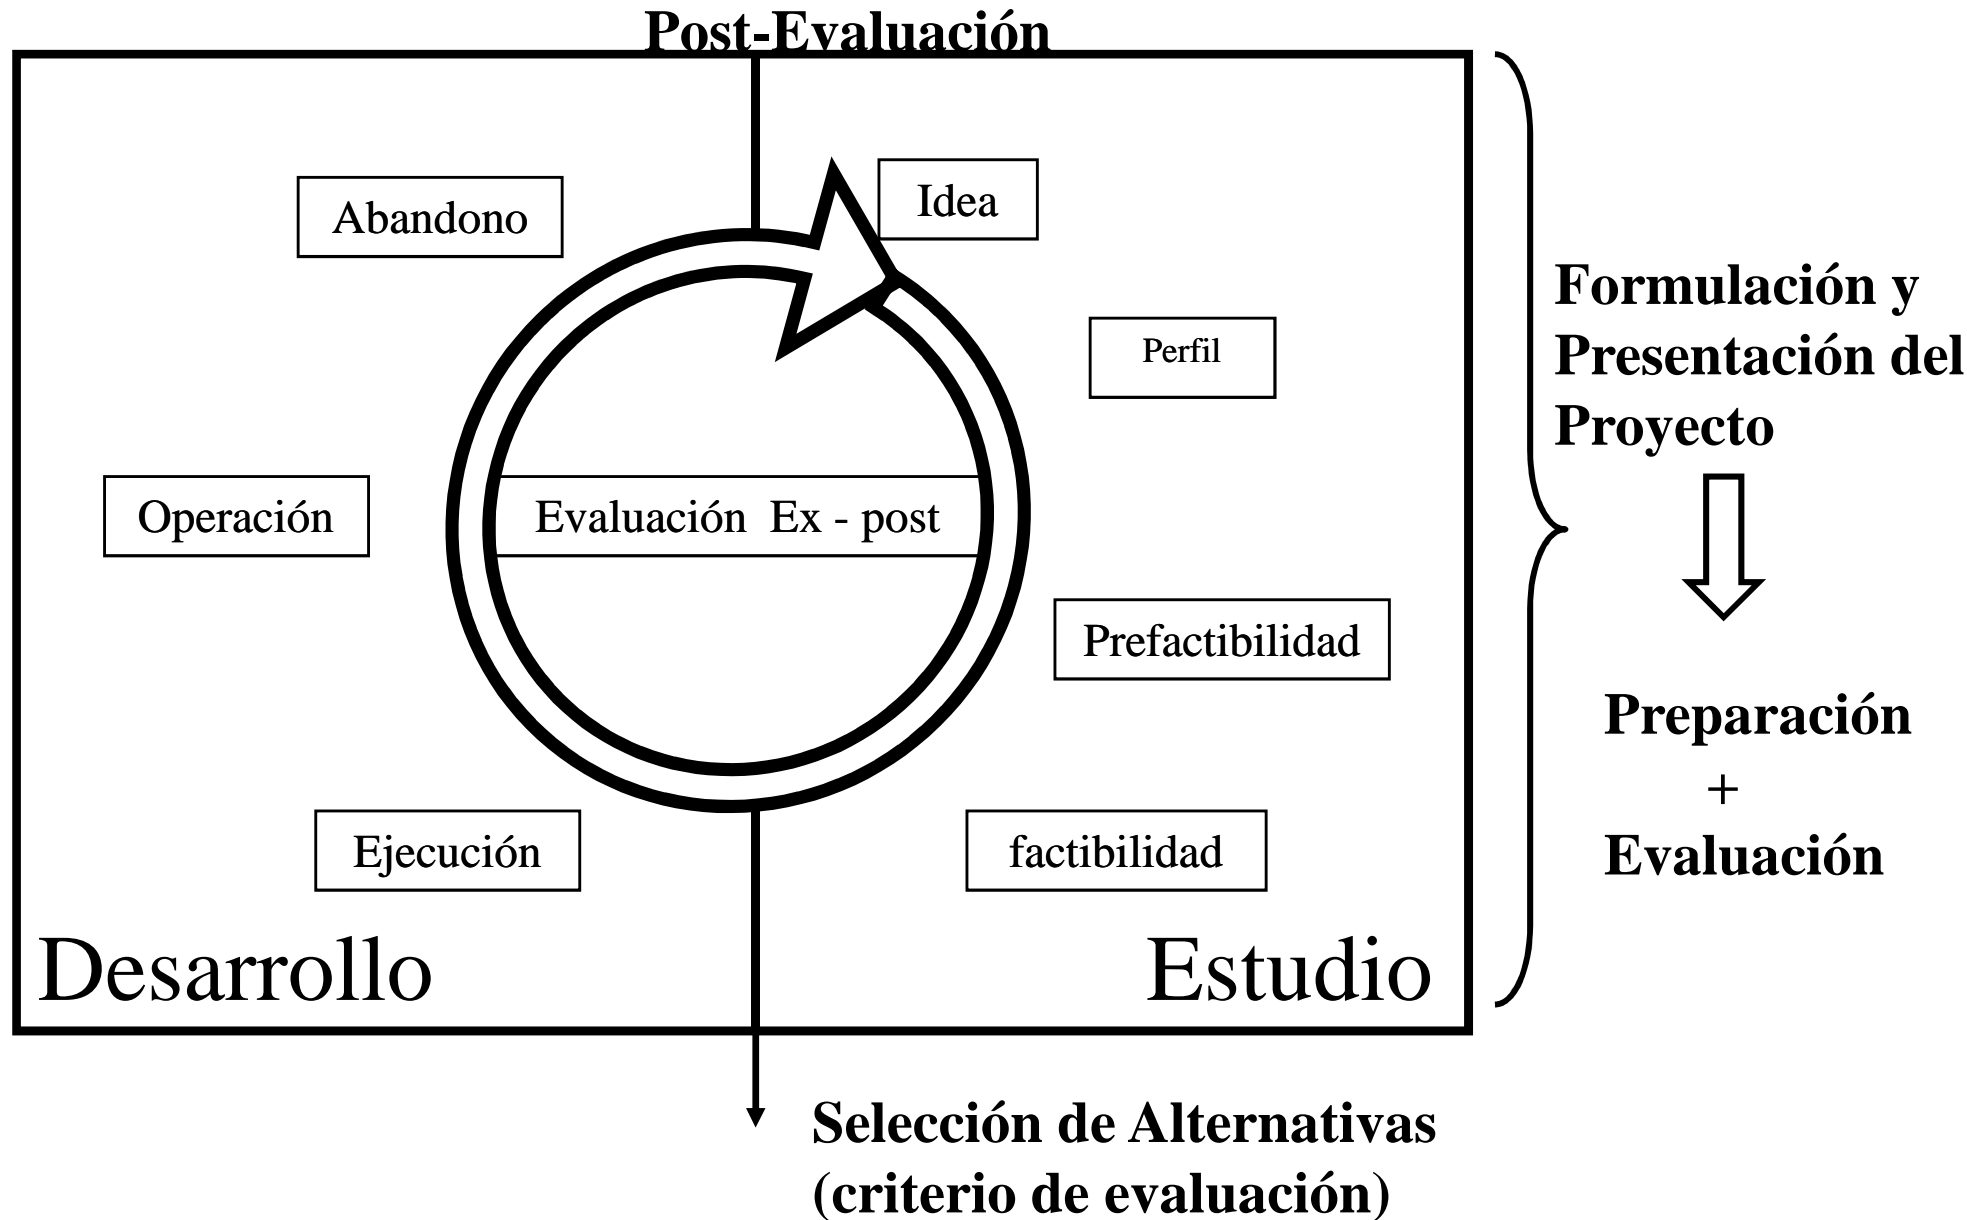 Post-Evaluación
Abandono
Idea
Perfil
Operación
Evaluación  Ex - post
Prefactibilidad
Ejecución
factibilidad
Desarrollo
Estudio
Formulación y
Presentación del
Proyecto
Preparación
+
Evaluación
Selección de Alternativas
(criterio de evaluación)